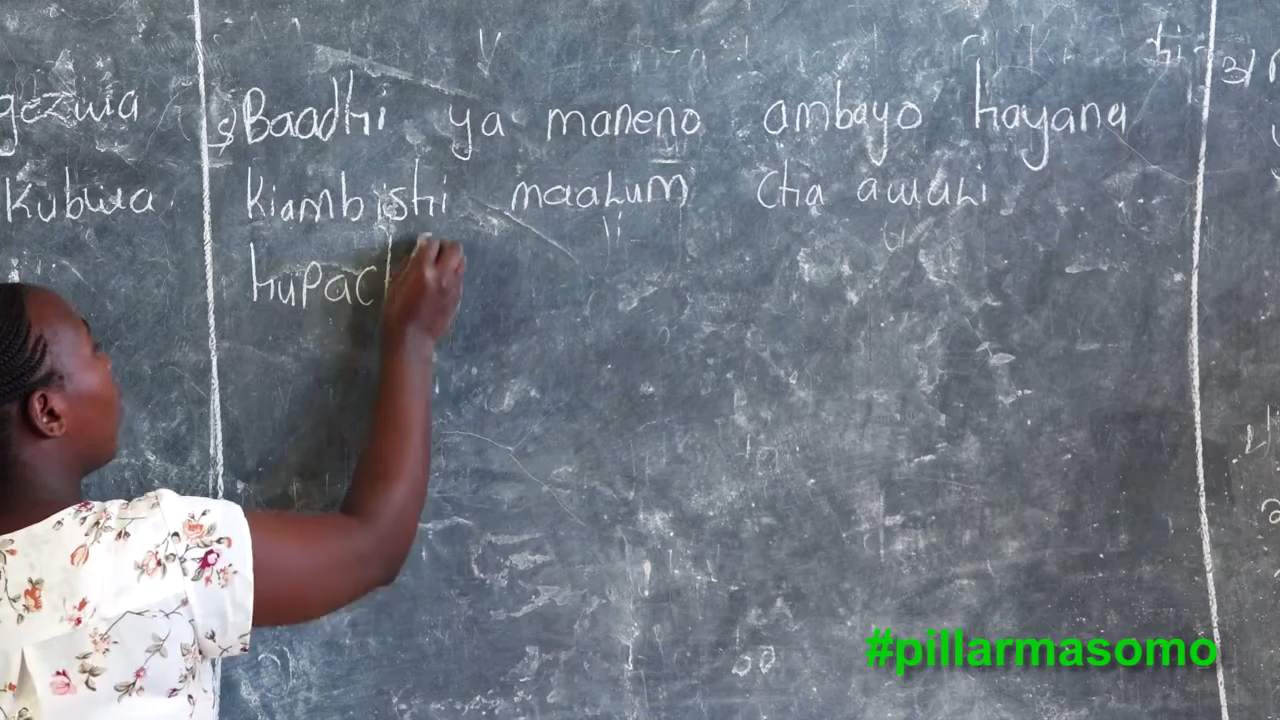 gezwa
Kubwa
Baadhi ya maneno ambayo hayana
kiambishi maalum cha awali
hupac
#pillarmasomo